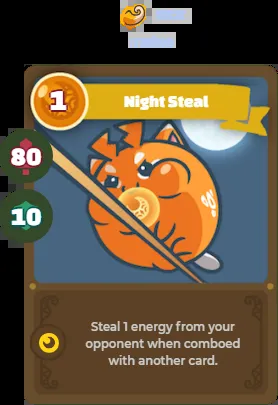 1
Night Steal
80
10
Steal 1 energy from your
opponent when comboed
with another card.